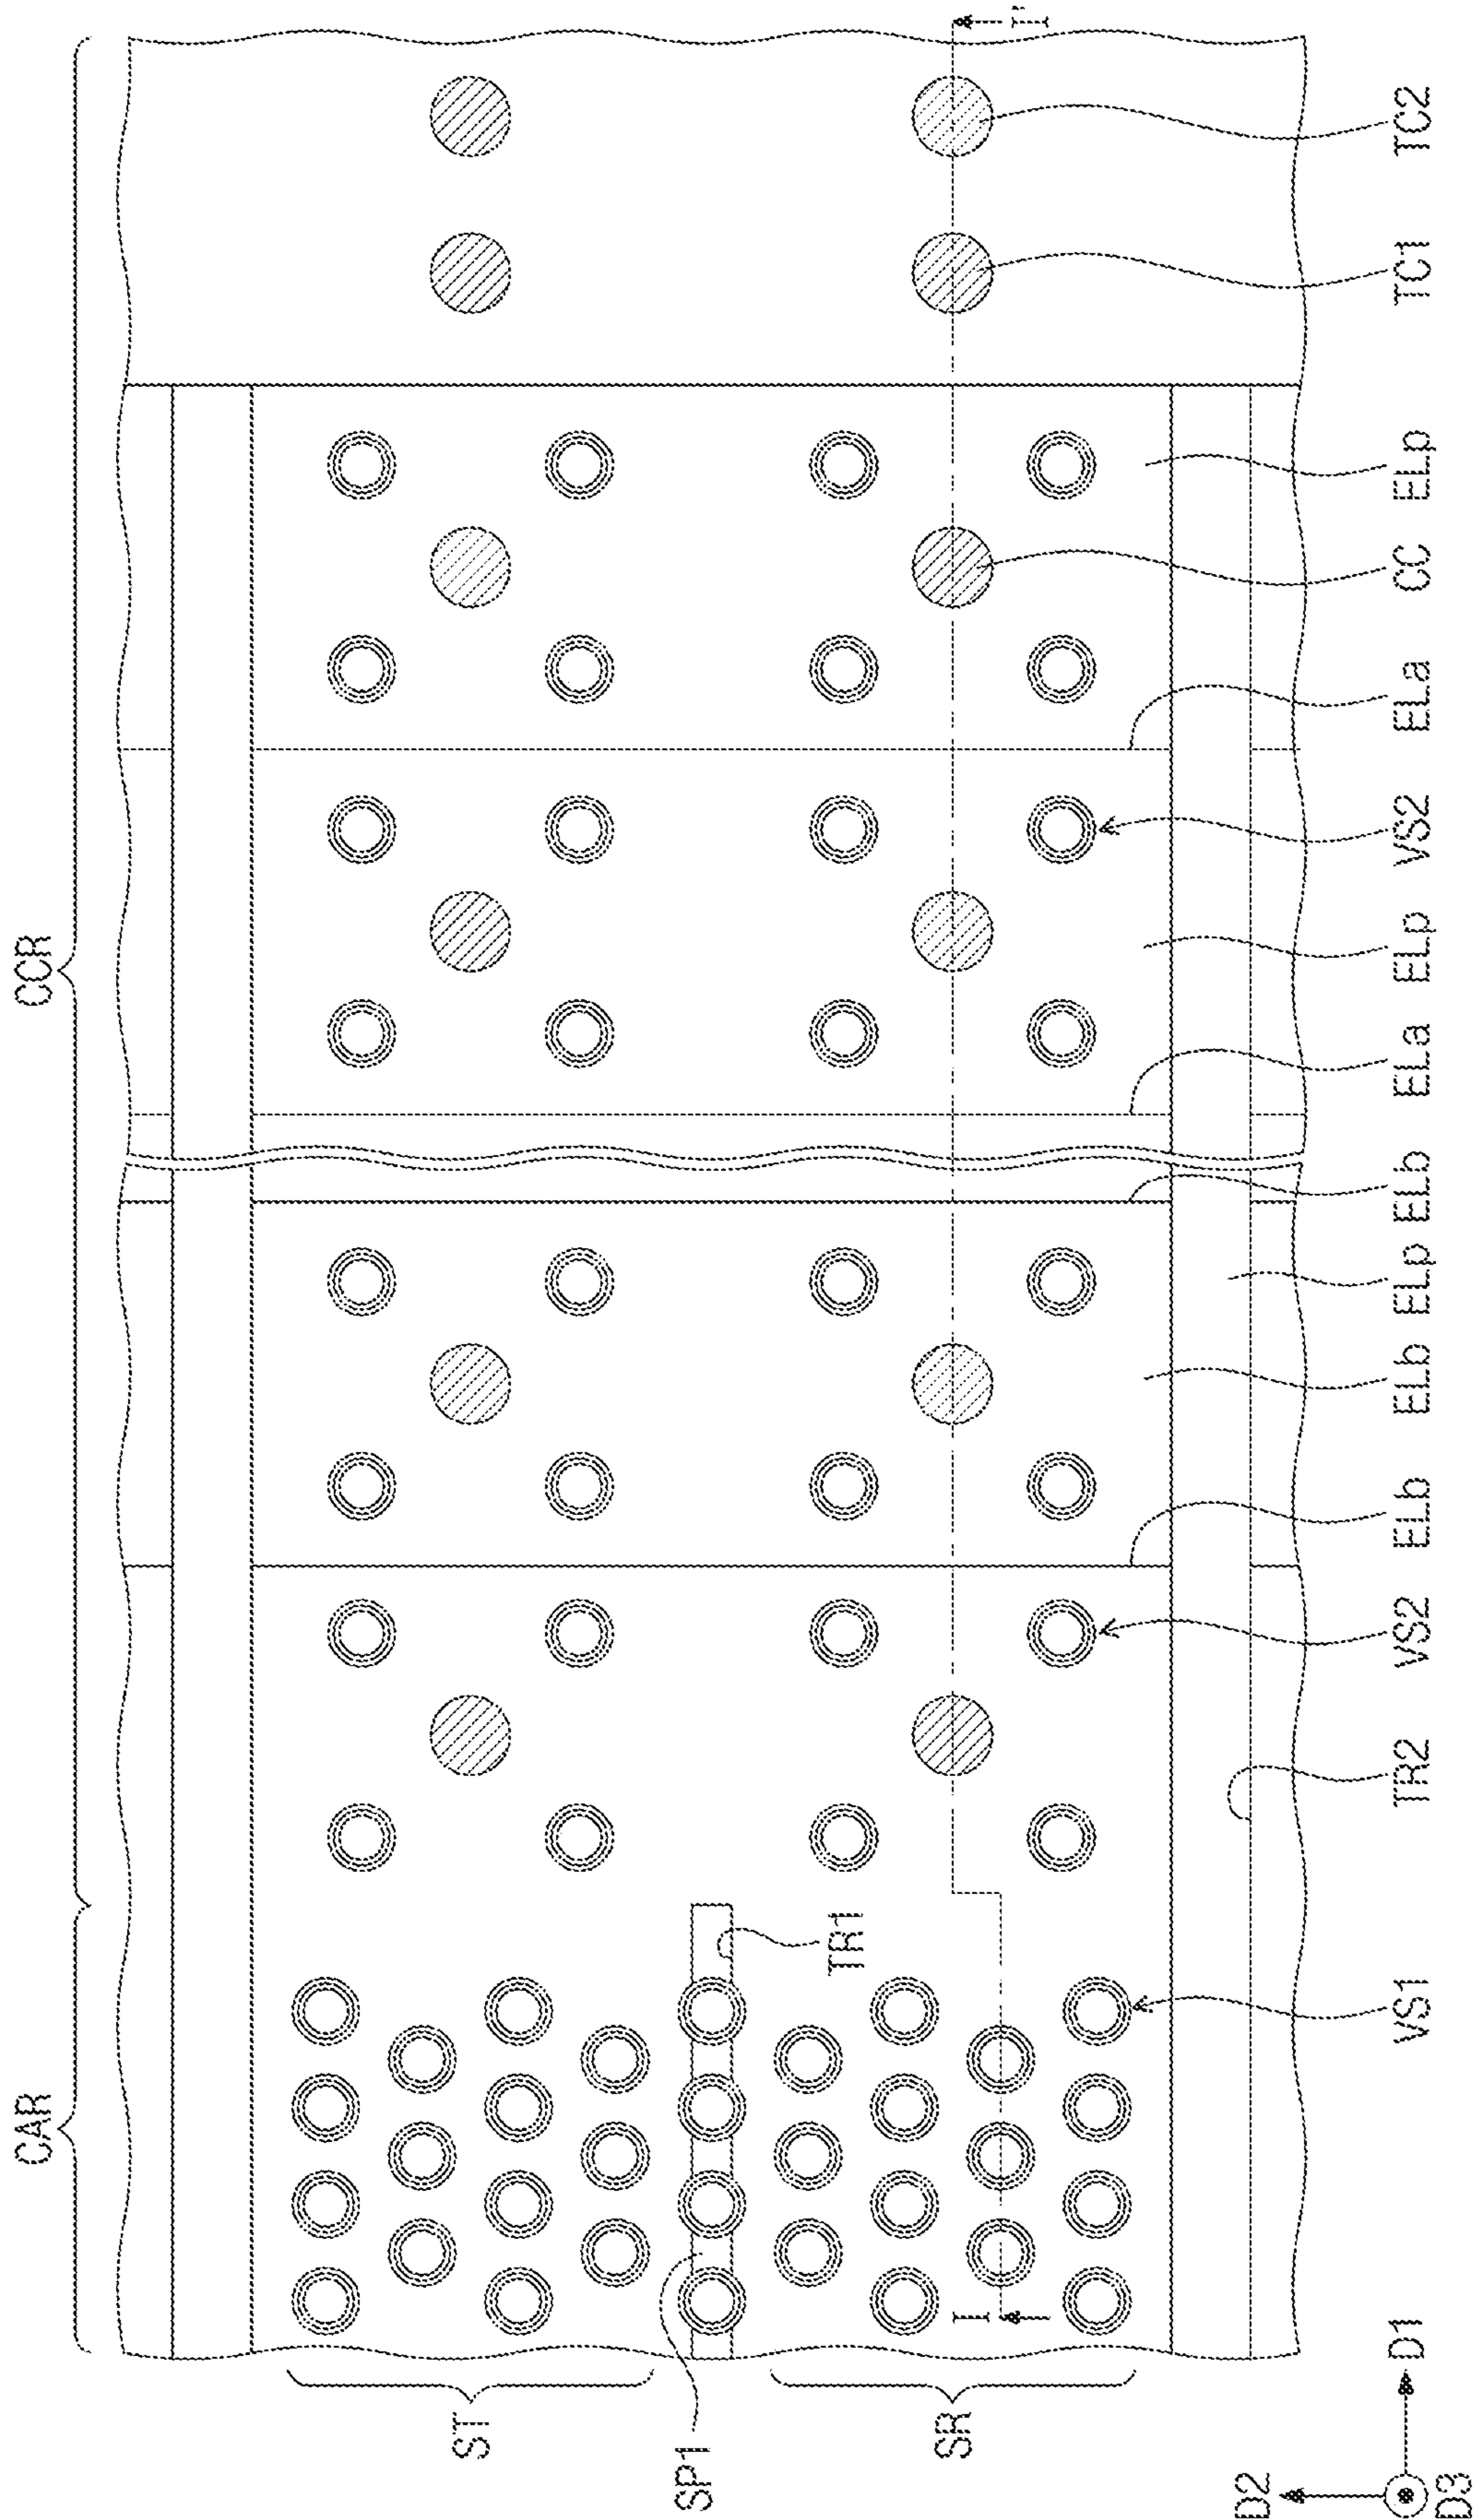 CAR
CCR
ST
SP1
SR
TR1
I
I'
D2
D3
D1
VS1
TR2
VS2
ELb
ELb
ELp
ELb
ELa
ELp
VS2
ELa
CC
ELp
TC1
TC2